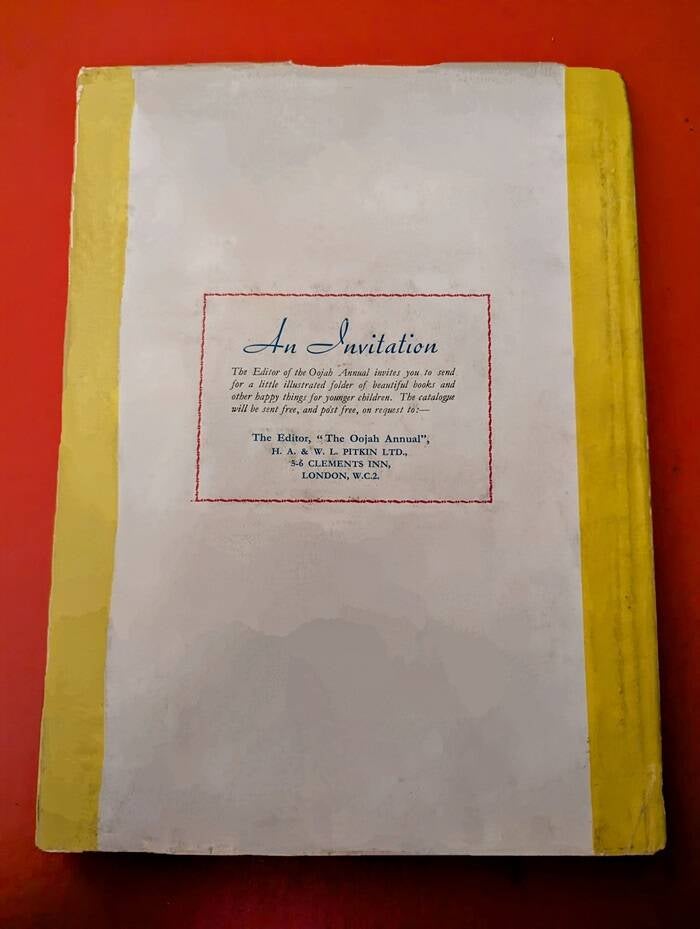 An Invitation
The Editor of the Oojah Annual invites you to send
for a little illustrated folder of beautiful books and
other happy things for younger children. The catalogue
will be sent free, and post free, on request to:—
The Editor, "The Oojah Annual",
H. A. & W. L. PITKIN LTD.,
5-6 CLEMENTS INN,
LONDON, W.C.2.